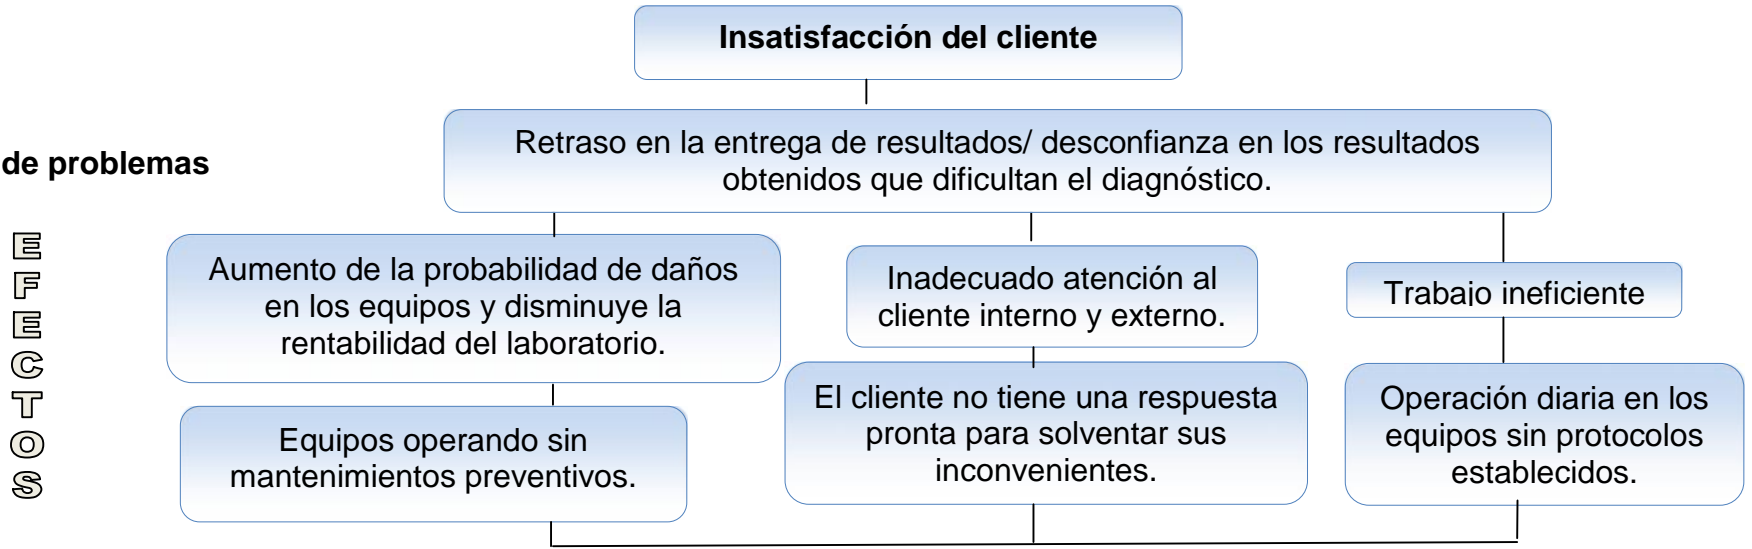 Insatisfacción del cliente
Retraso en la entrega de resultados/ desconfianza en los resultados
obtenidos que dificultan el diagnóstico.
de problemas
EFECTOS
Aumento de la probabilidad de daños
en los equipos y disminuye la
rentabilidad del laboratorio.
Inadecuado atención al
cliente interno y externo.
Trabajo ineficiente
Equipos operando sin
mantenimientos preventivos.
El cliente no tiene una respuesta
pronta para solventar sus
inconvenientes.
Operación diaria en los
equipos sin protocolos
establecidos.